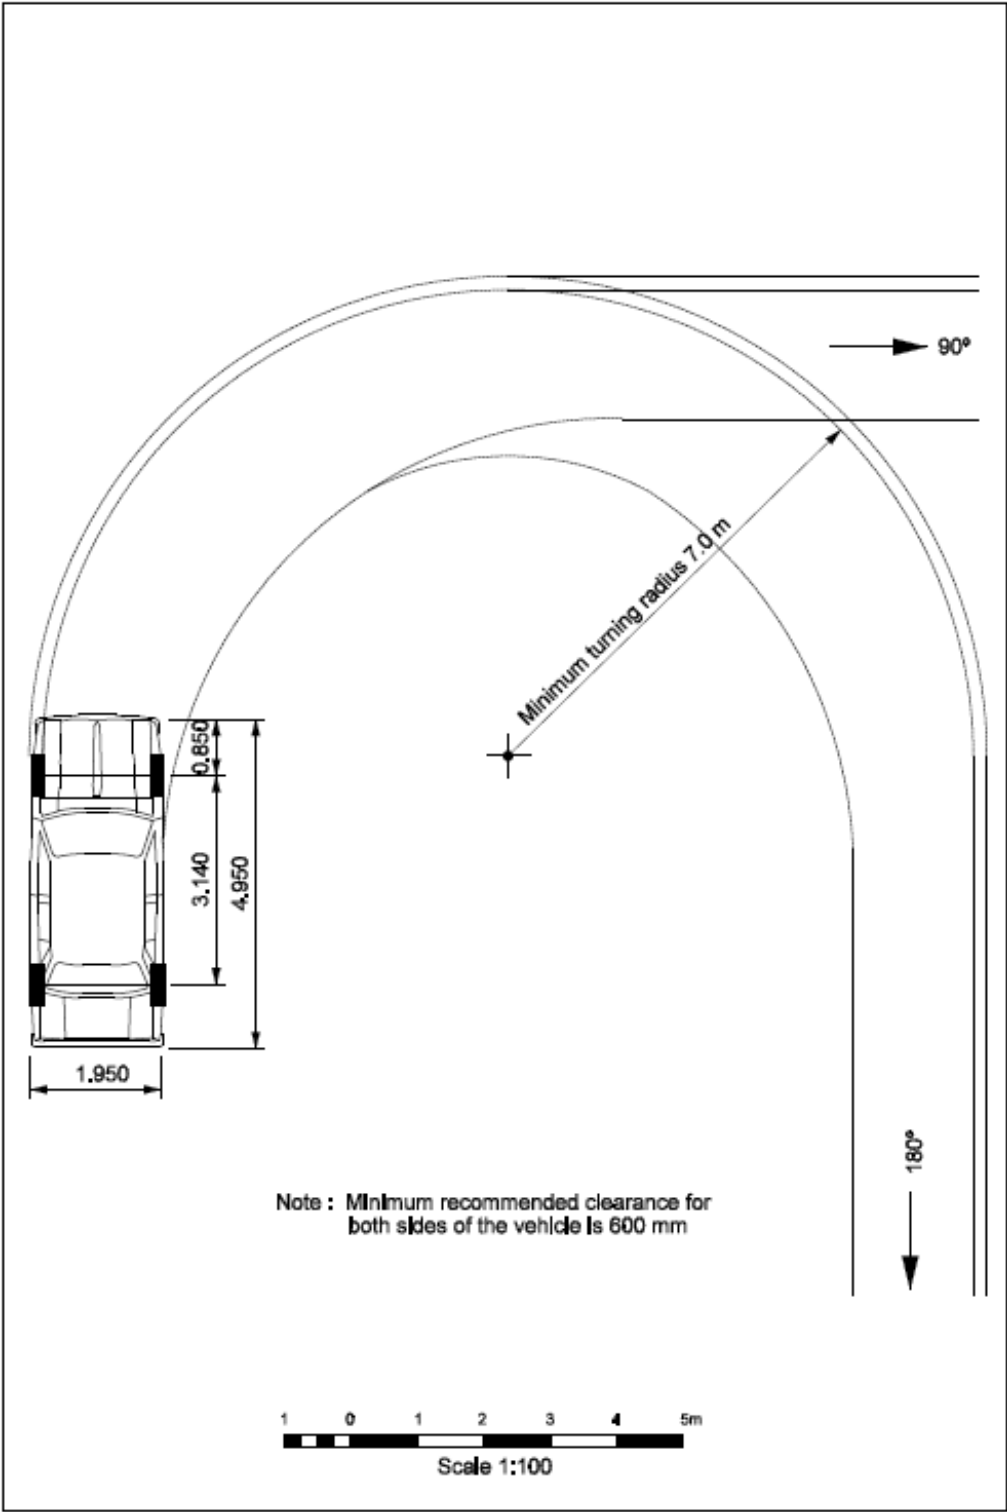 90°
Minimum turning radius 7.0 m
0.850
3.140
4.950
1.950
180°
Note : Minimum recommended clearance for
both sides of the vehicle is 600 mm
1 0 1 2 3 4 5m
Scale 1:100